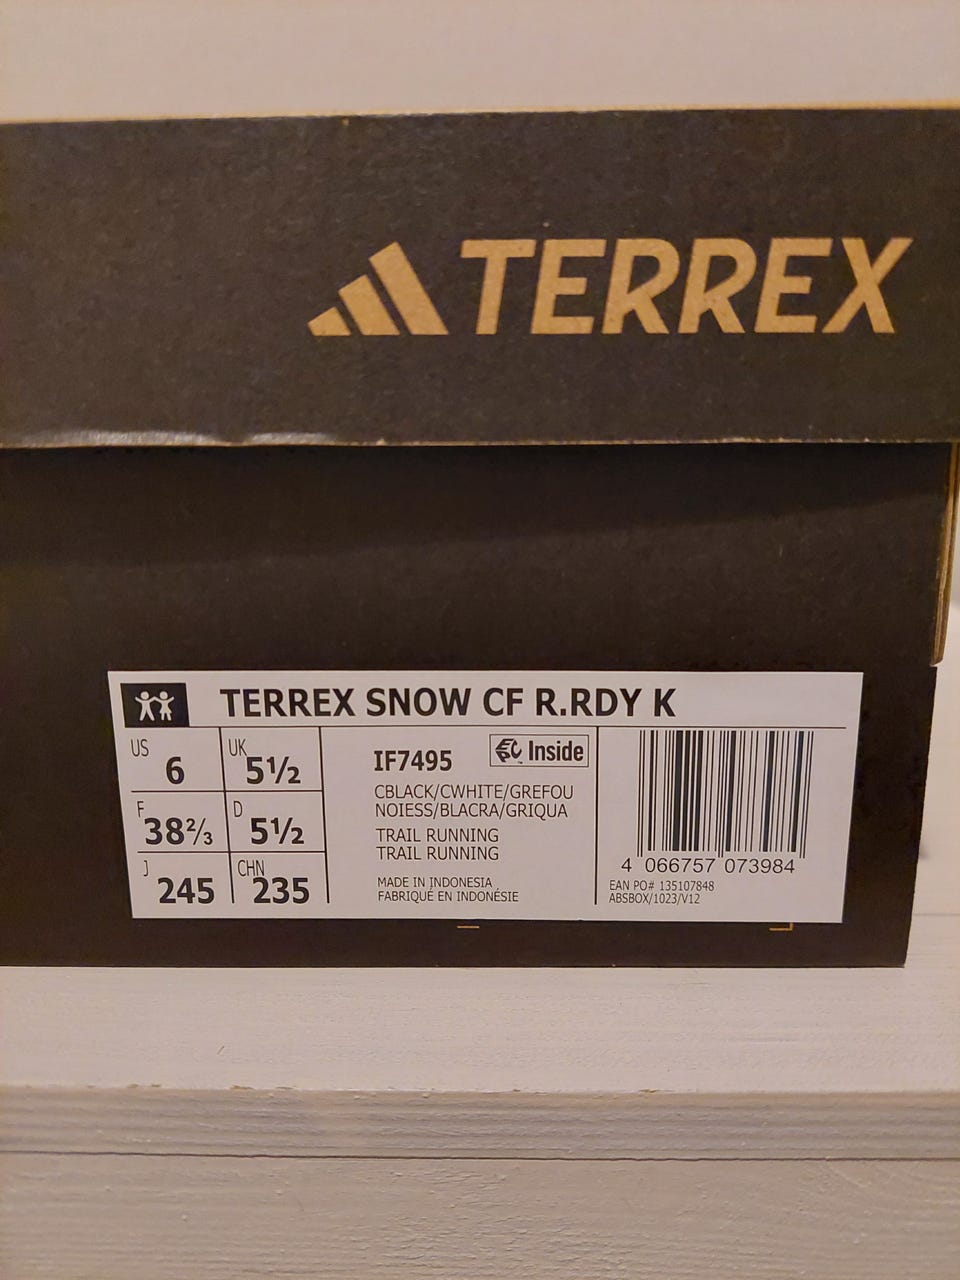 TERREX
TERREX SNOW CF R.RDY K
US 6 UK 5½
F 38⅔ D 5½
J 245 CHN 235
IF7495
Inside
CBLACK/CWHITE/GREFOU
NOIESS/BLACRA/GRIQUA
TRAIL RUNNING
TRAIL RUNNING
MADE IN INDONESIA
FABRIQUÉ EN INDONÉSIE
4 066757 073984
EAN PO# 135107848
ABSBOX/1023/V12